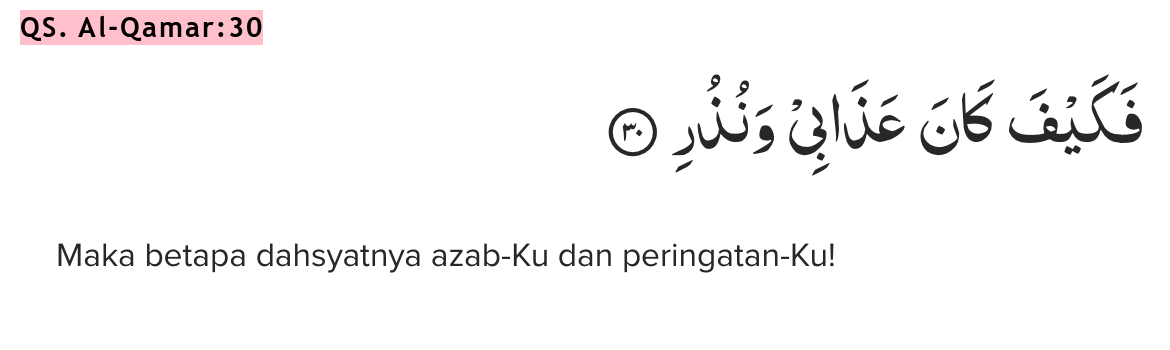 QS. Al-Qamar:30
فَكَيْفَ كَانَ عَذَابِيْ وَنُذُرِ ٣٠
Maka betapa dahsyatnya azab-Ku dan peringatan-Ku!